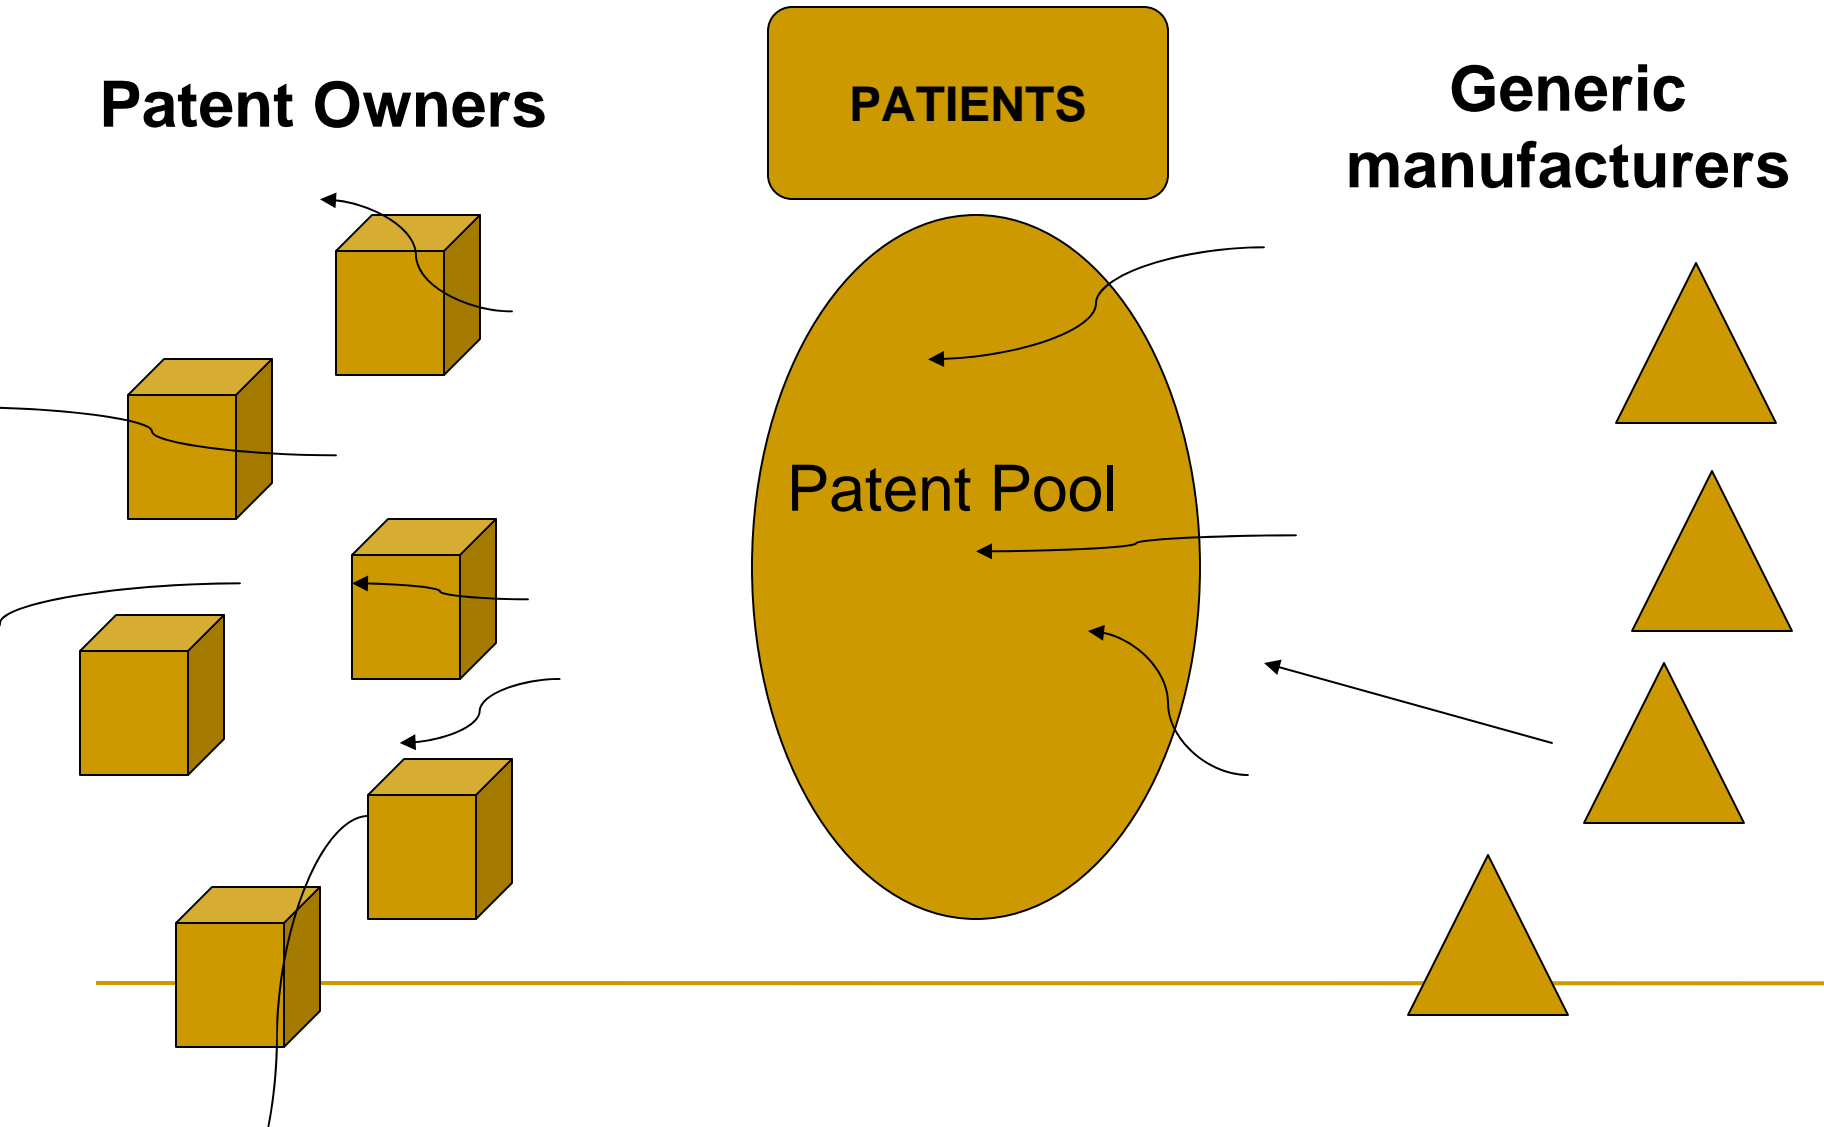 Patent Owners
PATIENTS
Generic
manufacturers
Patent Pool